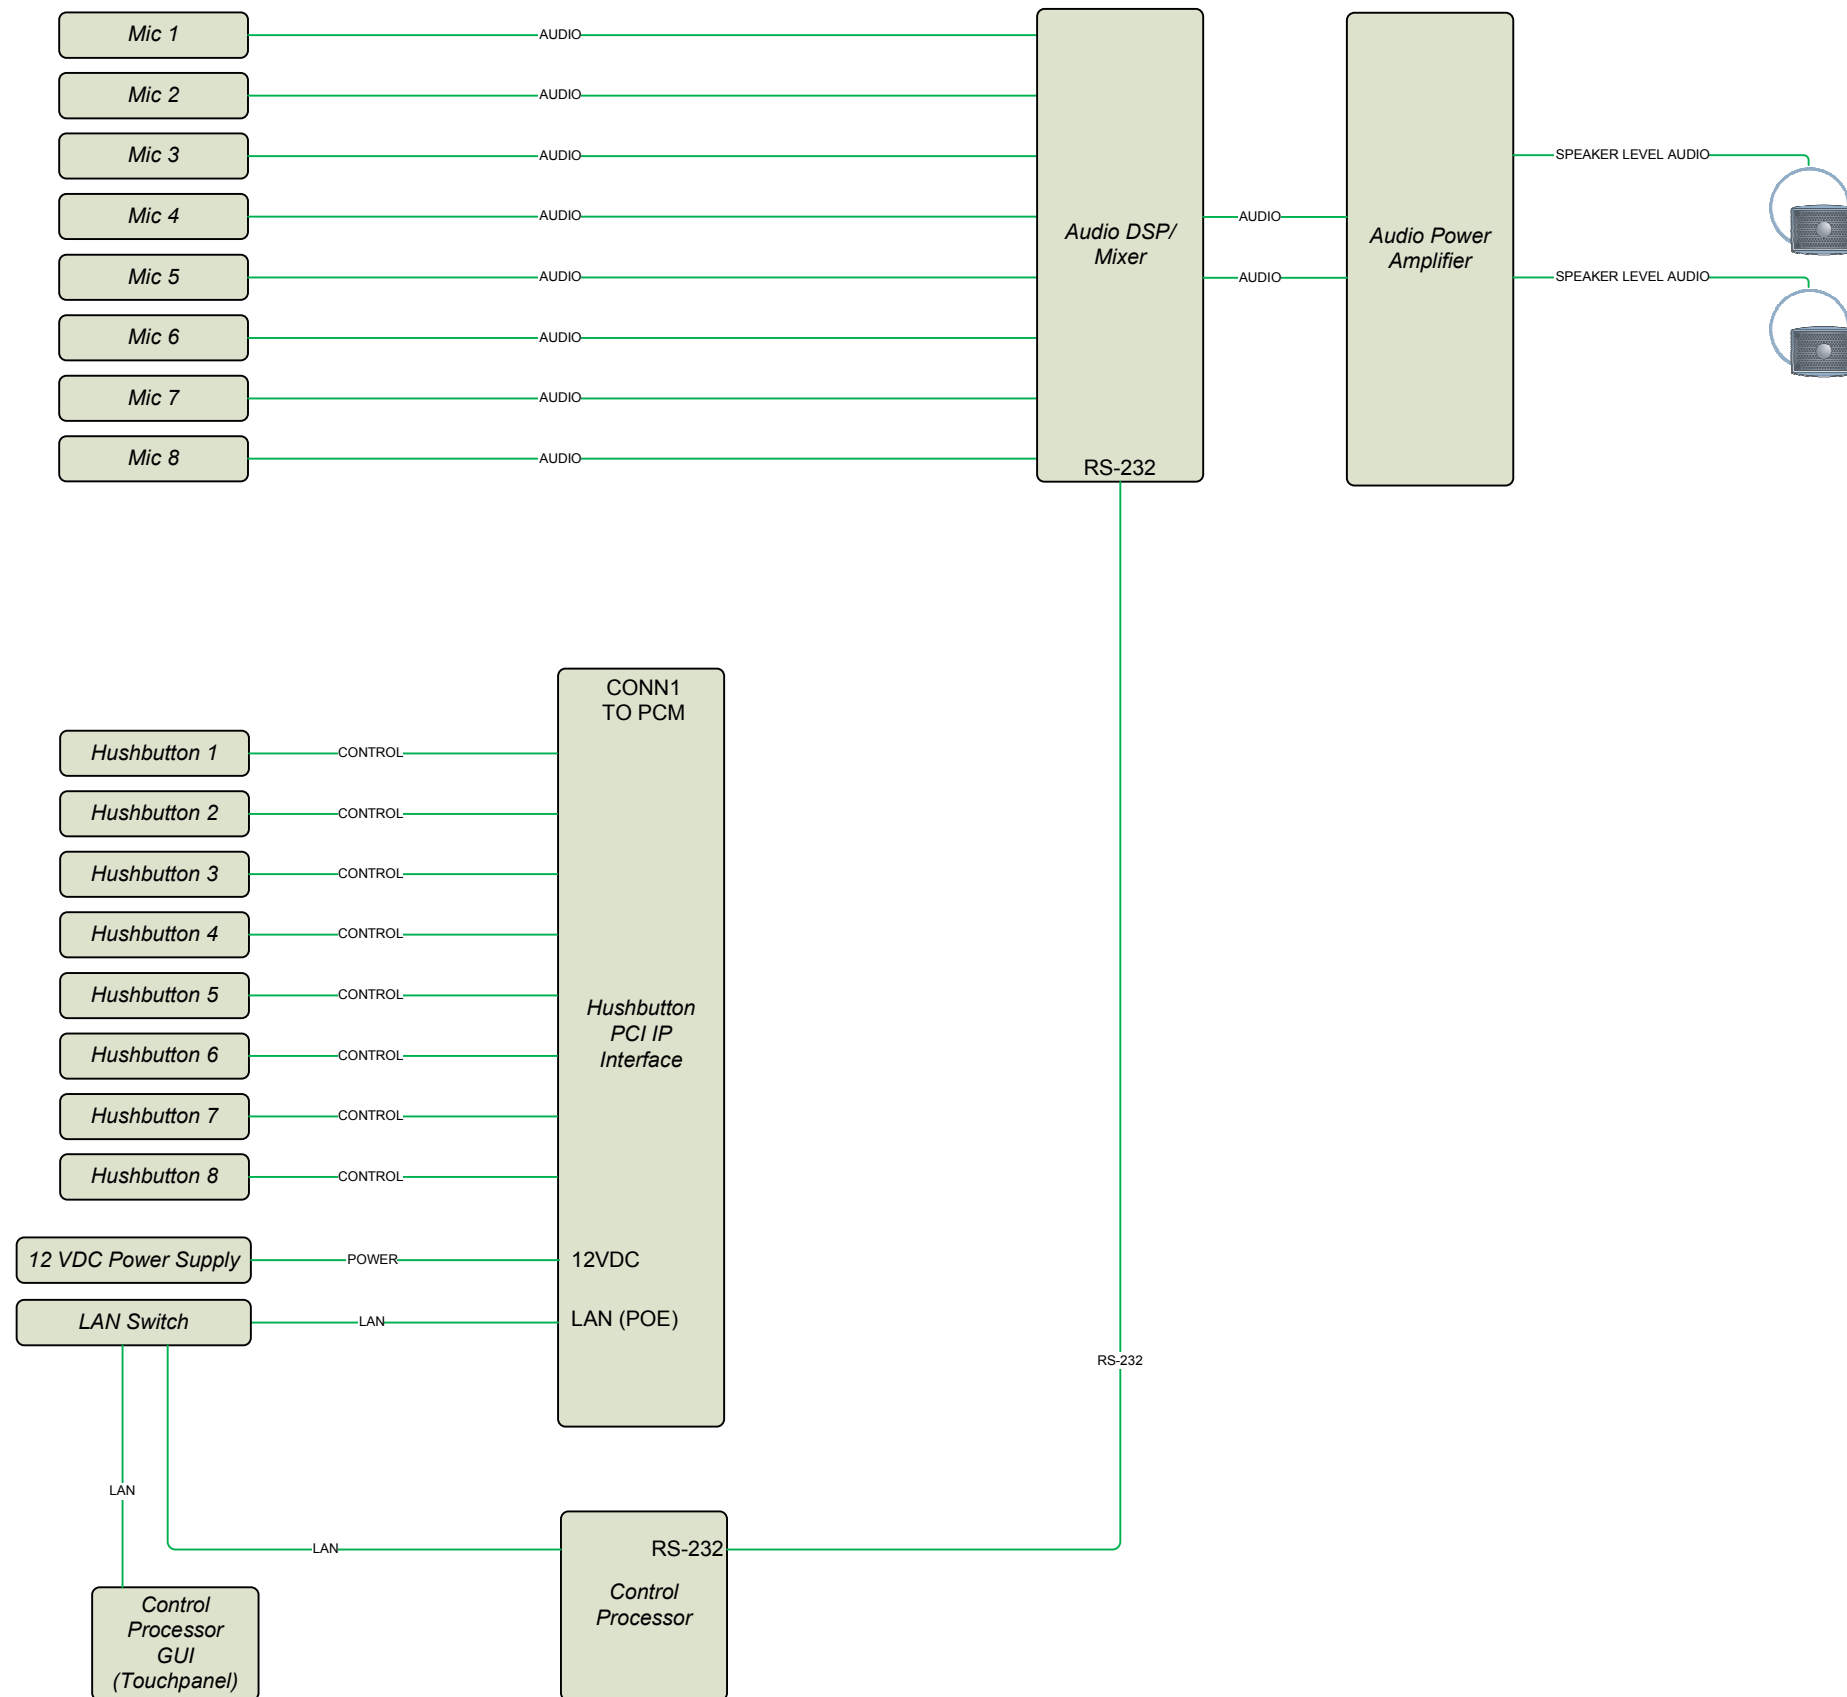 Mic 1
AUDIO
Mic 2
AUDIO
Mic 3
AUDIO
SPEAKER LEVEL AUDIO
Mic 4
AUDIO
AUDIO
Audio DSP/
Mixer
Audio Power
Amplifier
Mic 5
AUDIO
AUDIO
SPEAKER LEVEL AUDIO
Mic 6
AUDIO
Mic 7
AUDIO
Mic 8
AUDIO
RS-232
CONN1
TO PCM
Hushbutton 1
CONTROL
Hushbutton 2
CONTROL
Hushbutton 3
CONTROL
Hushbutton 4
CONTROL
Hushbutton 5
CONTROL
Hushbutton
PCI IP
Interface
Hushbutton 6
CONTROL
Hushbutton 7
CONTROL
Hushbutton 8
CONTROL
12 VDC Power Supply
POWER
12VDC
LAN Switch
LAN
LAN (POE)
RS-232
LAN
LAN
RS-232
Control
Processor
Control
Processor
GUI
(Touchpanel)